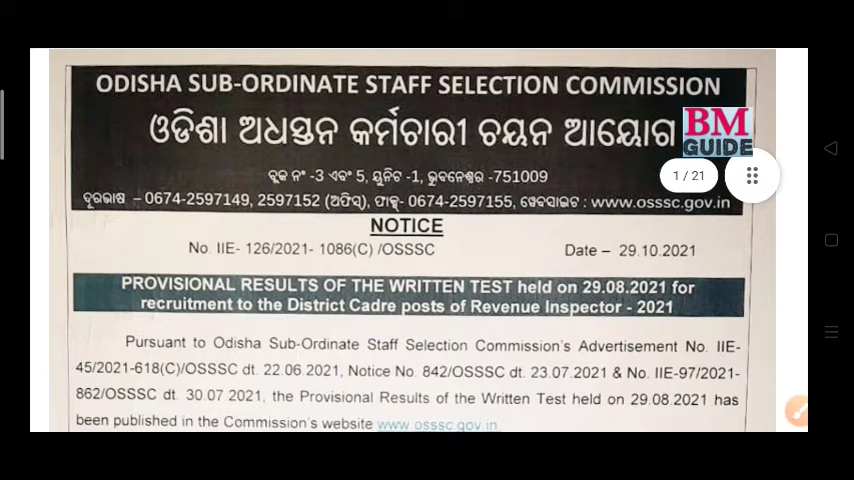 ODISHA SUB-ORDINATE STAFF SELECTION COMMISSION
ଓଡିଶା ଅଧସ୍ତନ କର୍ମଚାରୀ ଚୟନ ଆୟୋଗ
BM
GUIDE
ବ୍ଲକ ନଂ -3 ଏବଂ 5, ୟୁନିଟ -1, ଭୁବନେଶ୍ୱର -751009
1 / 21
ଦୂରଭାଷ – 0674-2597149, 2597152 (ଅଫିସ), ଫାକ୍ସ- 0674-2597155, ୱେବସାଇଟ : www.osssc.gov.in
NOTICE
No. IIE- 126/2021- 1086(C) /OSSSC Date – 29.10.2021
PROVISIONAL RESULTS OF THE WRITTEN TEST held on 29.08.2021 for
recruitment to the District Cadre posts of Revenue Inspector - 2021
Pursuant to Odisha Sub-Ordinate Staff Selection Commission's Advertisement No. IIE-
45/2021-618(C)/OSSSC dt. 22.06.2021, Notice No. 842/OSSSC dt. 23.07.2021 & No. IIE-97/2021-
862/OSSSC dt. 30.07.2021, the Provisional Results of the Written Test held on 29.08.2021 has
been published in the Commission's website www.osssc.gov.in.